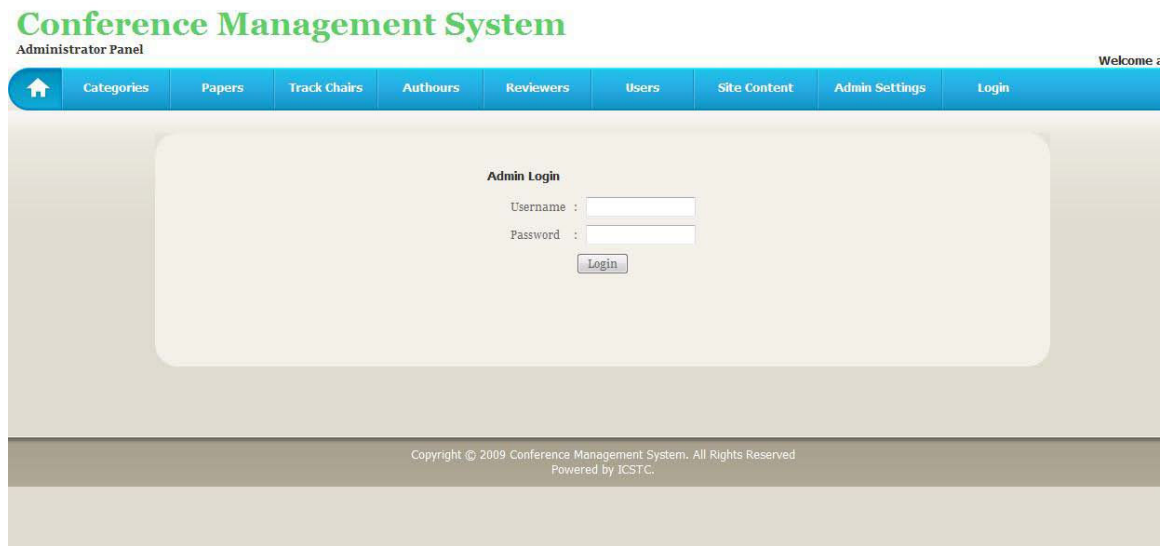 Conference Management System
Administrator Panel
Welcome
Categories Papers Track Chairs Authours Reviewers Users Site Content Admin Settings Login
Admin Login
Username :
Password :
Login
Copyright © 2009 Conference Management System. All Rights Reserved
Powered by ICSTC.